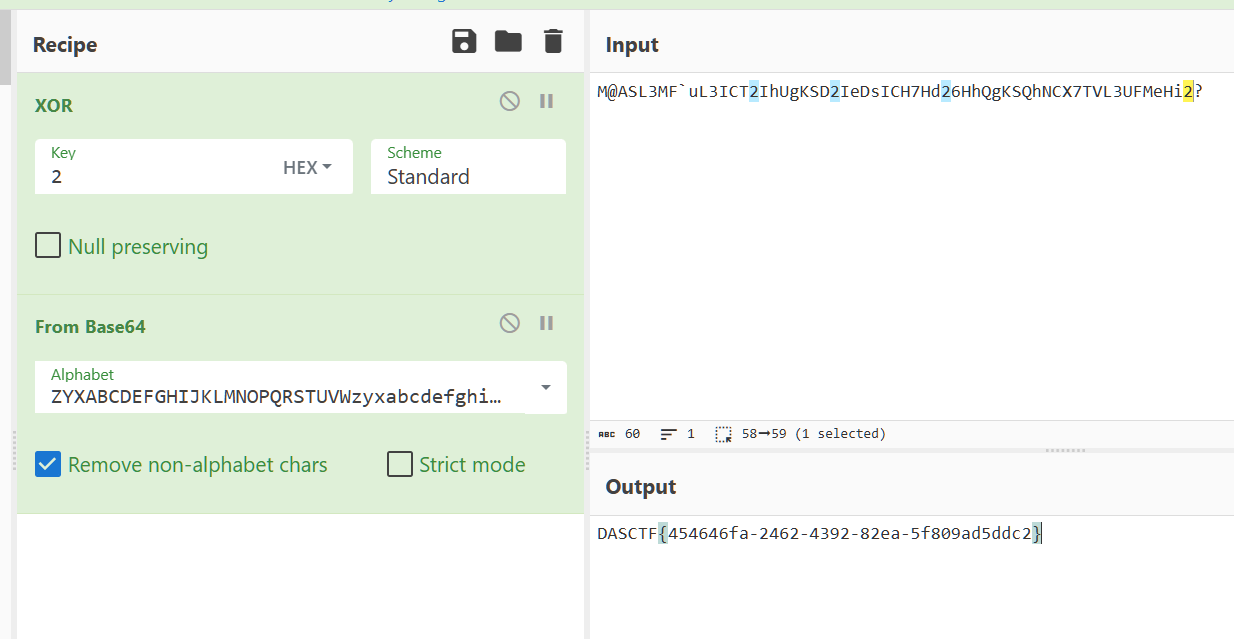 Recipe
XOR
Key
2
HEX
Scheme
Standard
Null preserving
From Base64
Alphabet
ZYXABCDEFGHIJKLMNOPQRSTUVWzyxabcdefghi…
Remove non-alphabet chars
Strict mode
Input
M@ASL3MF`uL3ICT2IhUgKSD2IeDsICH7Hd26HhQgKSQhNCX7TVL3UFMeHi2?
ABC 60 1 58→59 (1 selected)
Output
DASCTF{454646fa-2462-4392-82ea-5f809ad5ddc2}